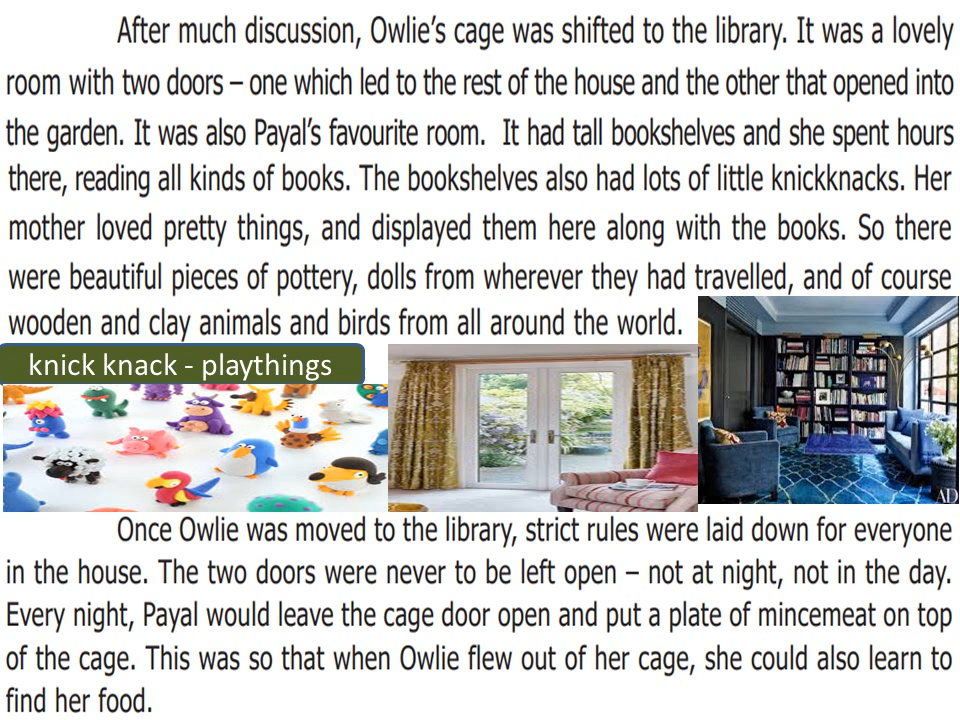 After much discussion, Owlie's cage was shifted to the library. It was a lovely
room with two doors – one which led to the rest of the house and the other that opened into
the garden. It was also Payal's favourite room. It had tall bookshelves and she spent hours
there, reading all kinds of books. The bookshelves also had lots of little knickknacks. Her
mother loved pretty things, and displayed them here along with the books. So there
were beautiful pieces of pottery, dolls from wherever they had travelled, and of course
wooden and clay animals and birds from all around the world.
knick knack - playthings
AD
Once Owlie was moved to the library, strict rules were laid down for everyone
in the house. The two doors were never to be left open – not at night, not in the day.
Every night, Payal would leave the cage door open and put a plate of mincemeat on top
of the cage. This was so that when Owlie flew out of her cage, she could also learn to
find her food.